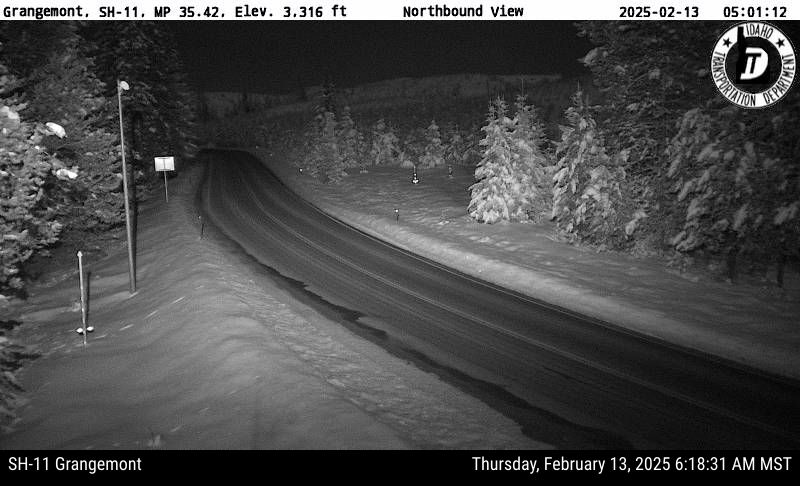 Grangemont, SH-11, MP 35.42, Elev. 3,316 ft Northbound View 2025-02-13 05:01:12
IDAHO
TRANSPORTATION DEPARTMENT
SH-11 Grangemont Thursday, February 13, 2025 6:18:31 AM MST